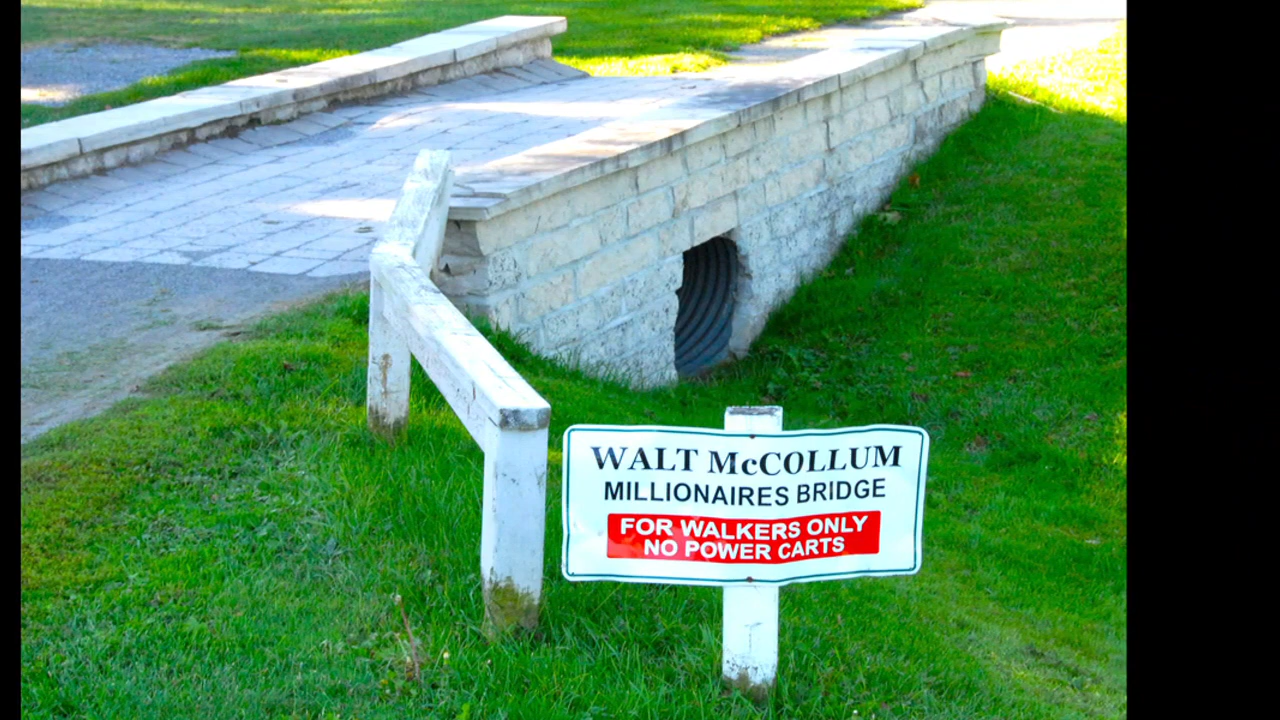 WALT McCOLLUM
MILLIONAIRES BRIDGE
FOR WALKERS ONLY
NO POWER CARTS